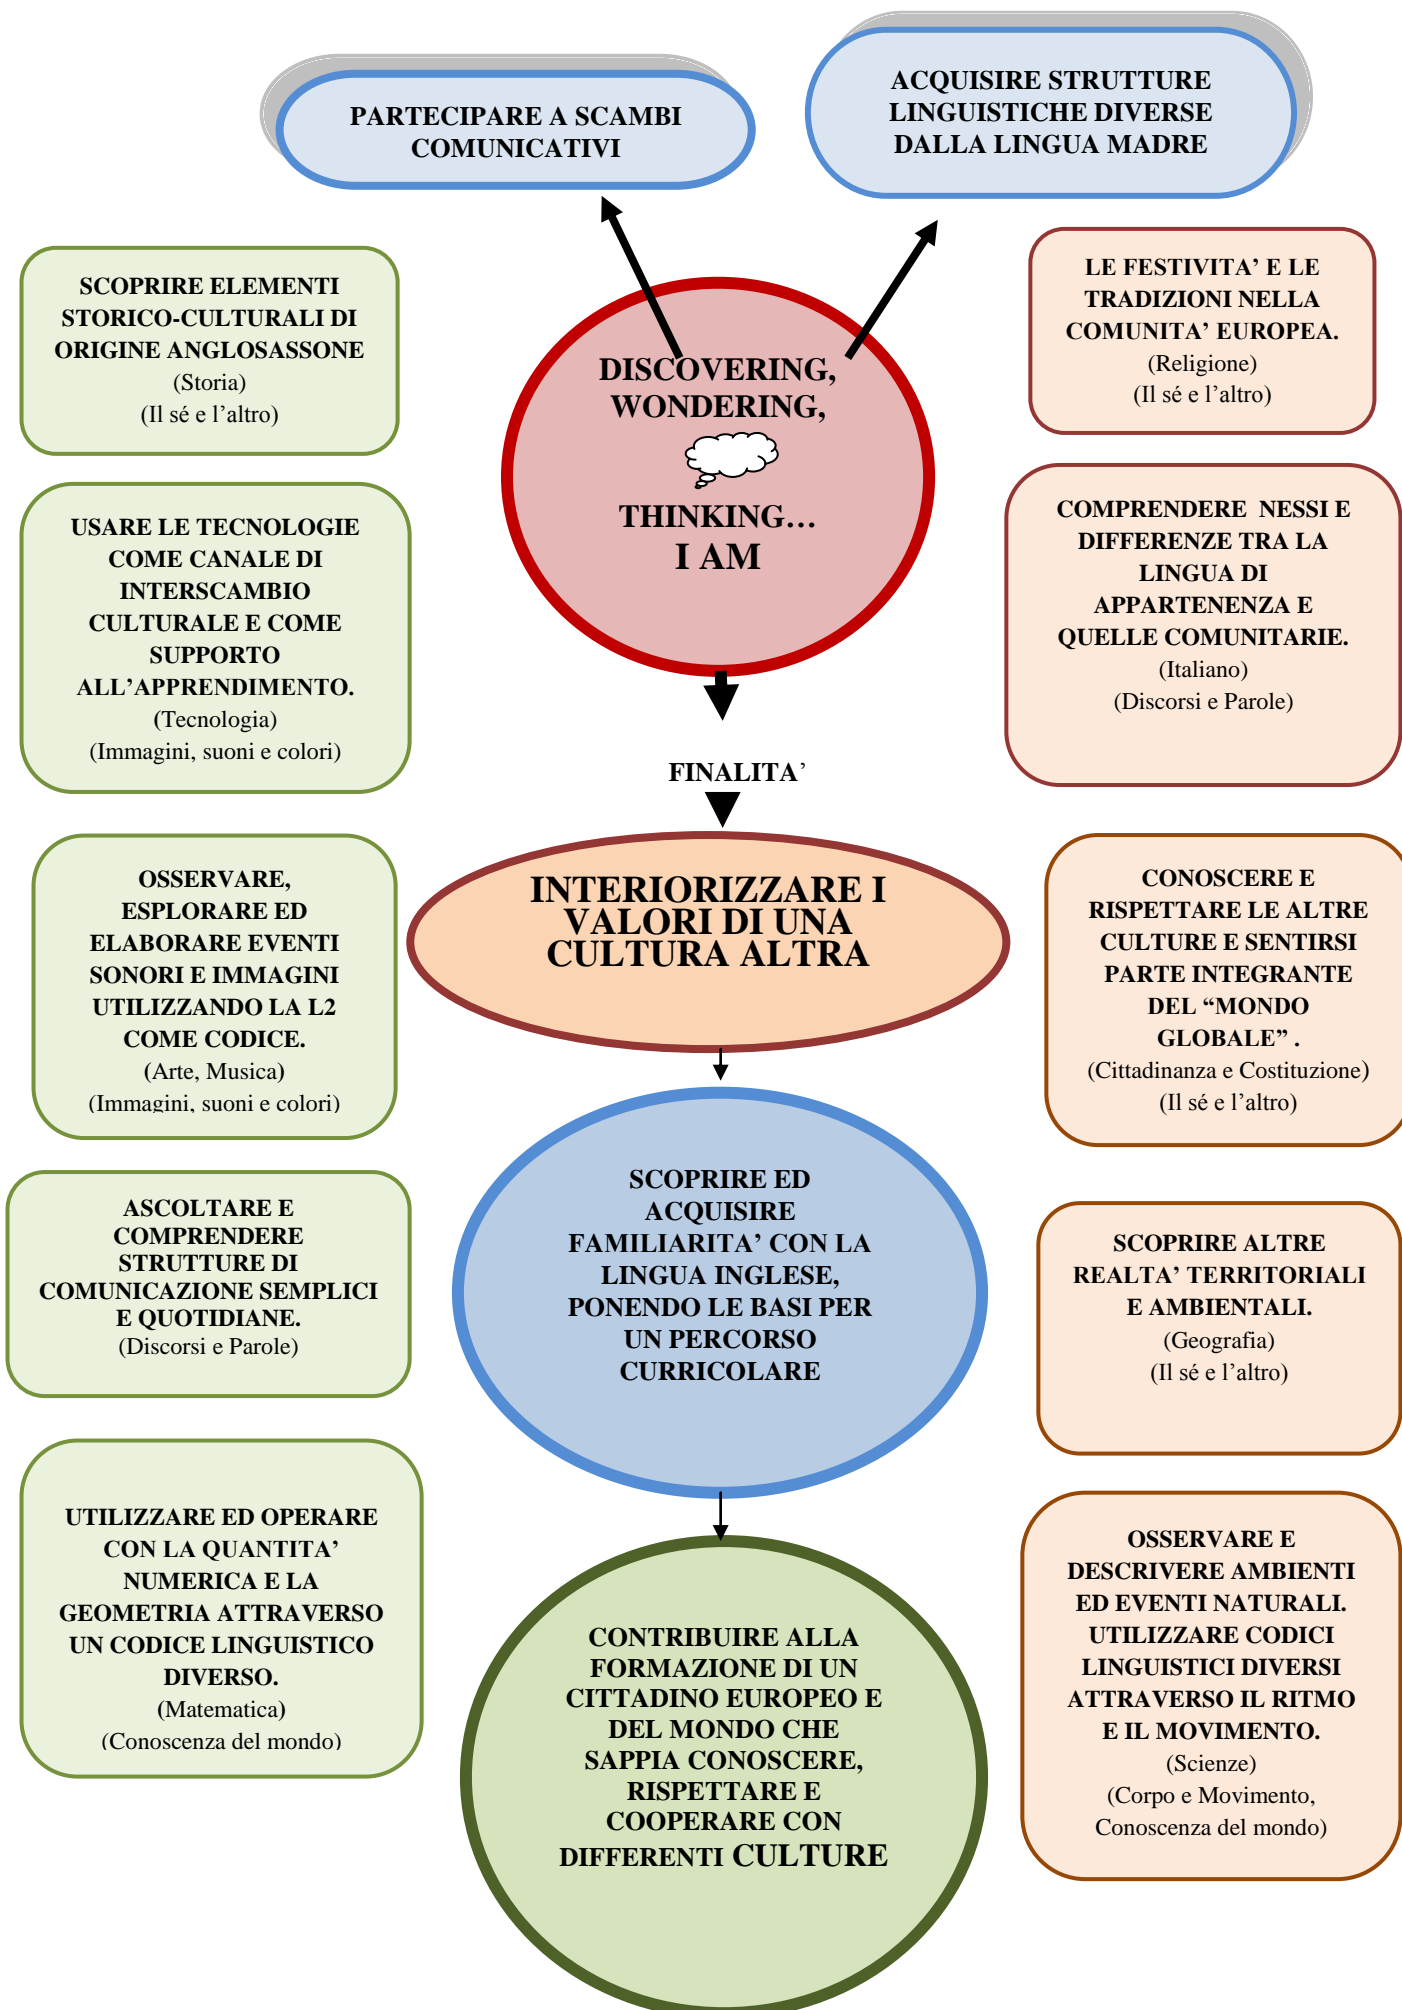 PARTECIPARE A SCAMBI
COMUNICATIVI
ACQUISIRE STRUTTURE
LINGUISTICHE DIVERSE
DALLA LINGUA MADRE
SCOPRIRE ELEMENTI
STORICO-CULTURALI DI
ORIGINE ANGLOSASSONE
(Storia)
(Il sé e l’altro)
USARE LE TECNOLOGIE
COME CANALE DI
INTERSCAMBIO
CULTURALE E COME
SUPPORTO
ALL’APPRENDIMENTO.
(Tecnologia)
(Immagini, suoni e colori)
OSSERVARE,
ESPLORARE ED
ELABORARE EVENTI
SONORI E IMMAGINI
UTILIZZANDO LA L2
COME CODICE.
(Arte, Musica)
(Immagini, suoni e colori)
ASCOLTARE E
COMPRENDERE
STRUTTURE DI
COMUNICAZIONE SEMPLICI
E QUOTIDIANE.
(Discorsi e Parole)
UTILIZZARE ED OPERARE
CON LA QUANTITA’
NUMERICA E LA
GEOMETRIA ATTRAVERSO
UN CODICE LINGUISTICO
DIVERSO.
(Matematica)
(Conoscenza del mondo)
DISCOVERING,
WONDERING,
THINKING…
I AM
FINALITA’
INTERIORIZZARE I
VALORI DI UNA
CULTURA ALTRA
SCOPRIRE ED
ACQUISIRE
FAMILIARITA’ CON LA
LINGUA INGLESE,
PONENDO LE BASI PER
UN PERCORSO
CURRICOLARE
CONTRIBUIRE ALLA
FORMAZIONE DI UN
CITTADINO EUROPEO E
DEL MONDO CHE
SAPPIA CONOSCERE,
RISPETTARE E
COOPERARE CON
DIFFERENTI CULTURE
LE FESTIVITA’ E LE
TRADIZIONI NELLA
COMUNITA’ EUROPEA.
(Religione)
(Il sé e l’altro)
COMPRENDERE NESSI E
DIFFERENZE TRA LA
LINGUA DI
APPARTENENZA E
QUELLE COMUNITARIE.
(Italiano)
(Discorsi e Parole)
CONOSCERE E
RISPETTARE LE ALTRE
CULTURE E SENTIRSI
PARTE INTEGRANTE
DEL “MONDO
GLOBALE” .
(Cittadinanza e Costituzione)
(Il sé e l’altro)
SCOPRIRE ALTRE
REALTA’ TERRITORIALI
E AMBIENTALI.
(Geografia)
(Il sé e l’altro)
OSSERVARE E
DESCRIVERE AMBIENTI
ED EVENTI NATURALI.
UTILIZZARE CODICI
LINGUISTICI DIVERSI
ATTRAVERSO IL RITMO
E IL MOVIMENTO.
(Scienze)
(Corpo e Movimento,
Conoscenza del mondo)